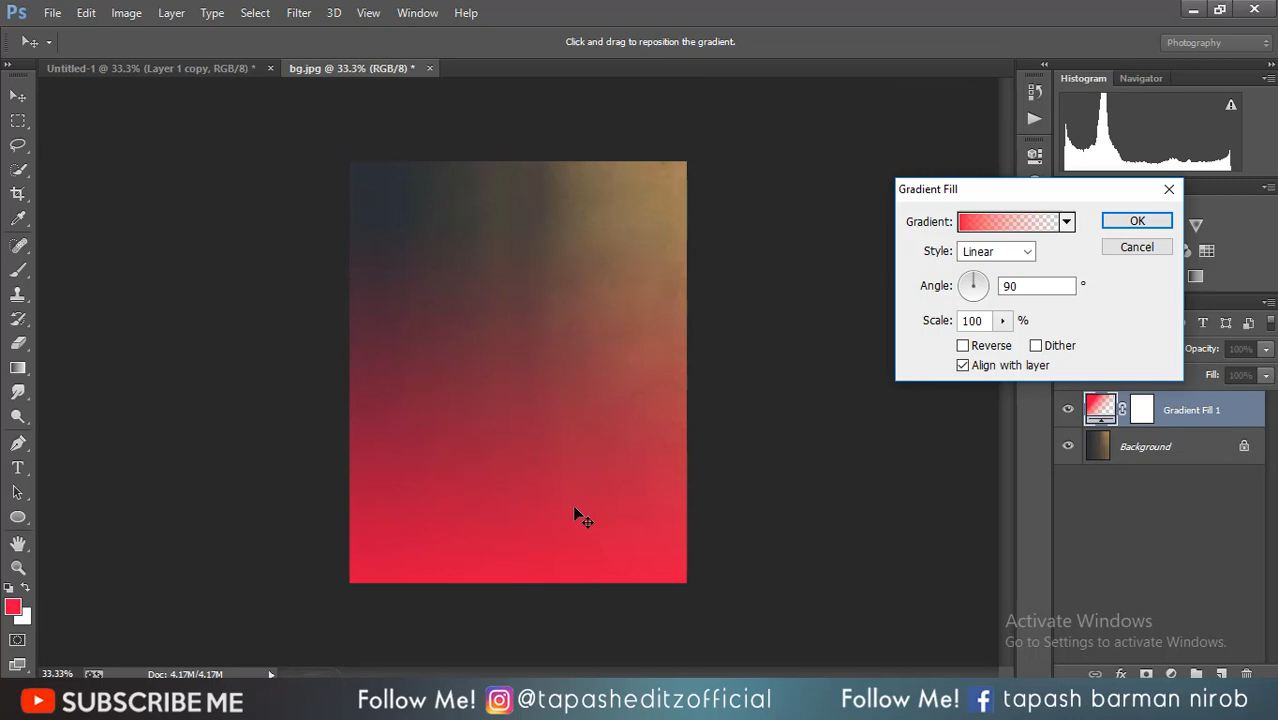 Ps File Edit Image Layer Type Select Filter 3D View Window Help
Click and drag to reposition the gradient.
Photography
Untitled-1 @ 33.3% (Layer 1 copy, RGB/8) *
bg.jpg @ 33.3% (RGB/8) *
Histogram Navigator
Gradient Fill
Gradient:
OK
Style: Linear
Cancel
Angle: 90 °
Scale: 100 %
Reverse Dither
Align with layer
Opacity: 100%
Fill: 100%
Gradient Fill 1
Background
Activate Windows
Go to Settings to activate Windows.
33.33% Doc: 4.17M/4.17M
SUBSCRIBE ME Follow Me! @tapasheditzofficial Follow Me! tapash barman nirob